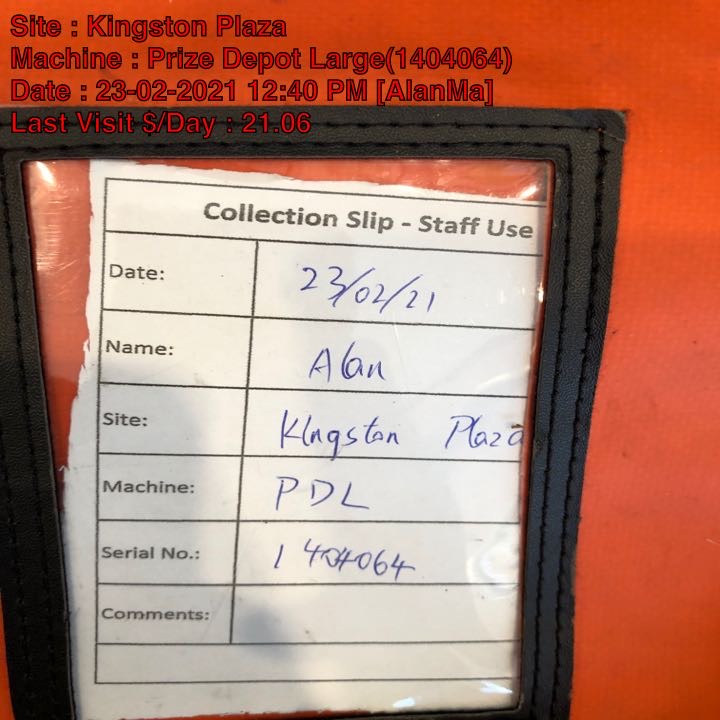 Site : Kingston Plaza
Machine : Prize Depot Large(1404064)
Date : 23-02-2021 12:40 PM [AlanMa]
Last Visit $/Day : 21.06
Collection Slip - Staff Use
Date: 23/02/21
Name: Alan
Site: Kingston Plaza
Machine: PDL
Serial No.: 1404064
Comments: